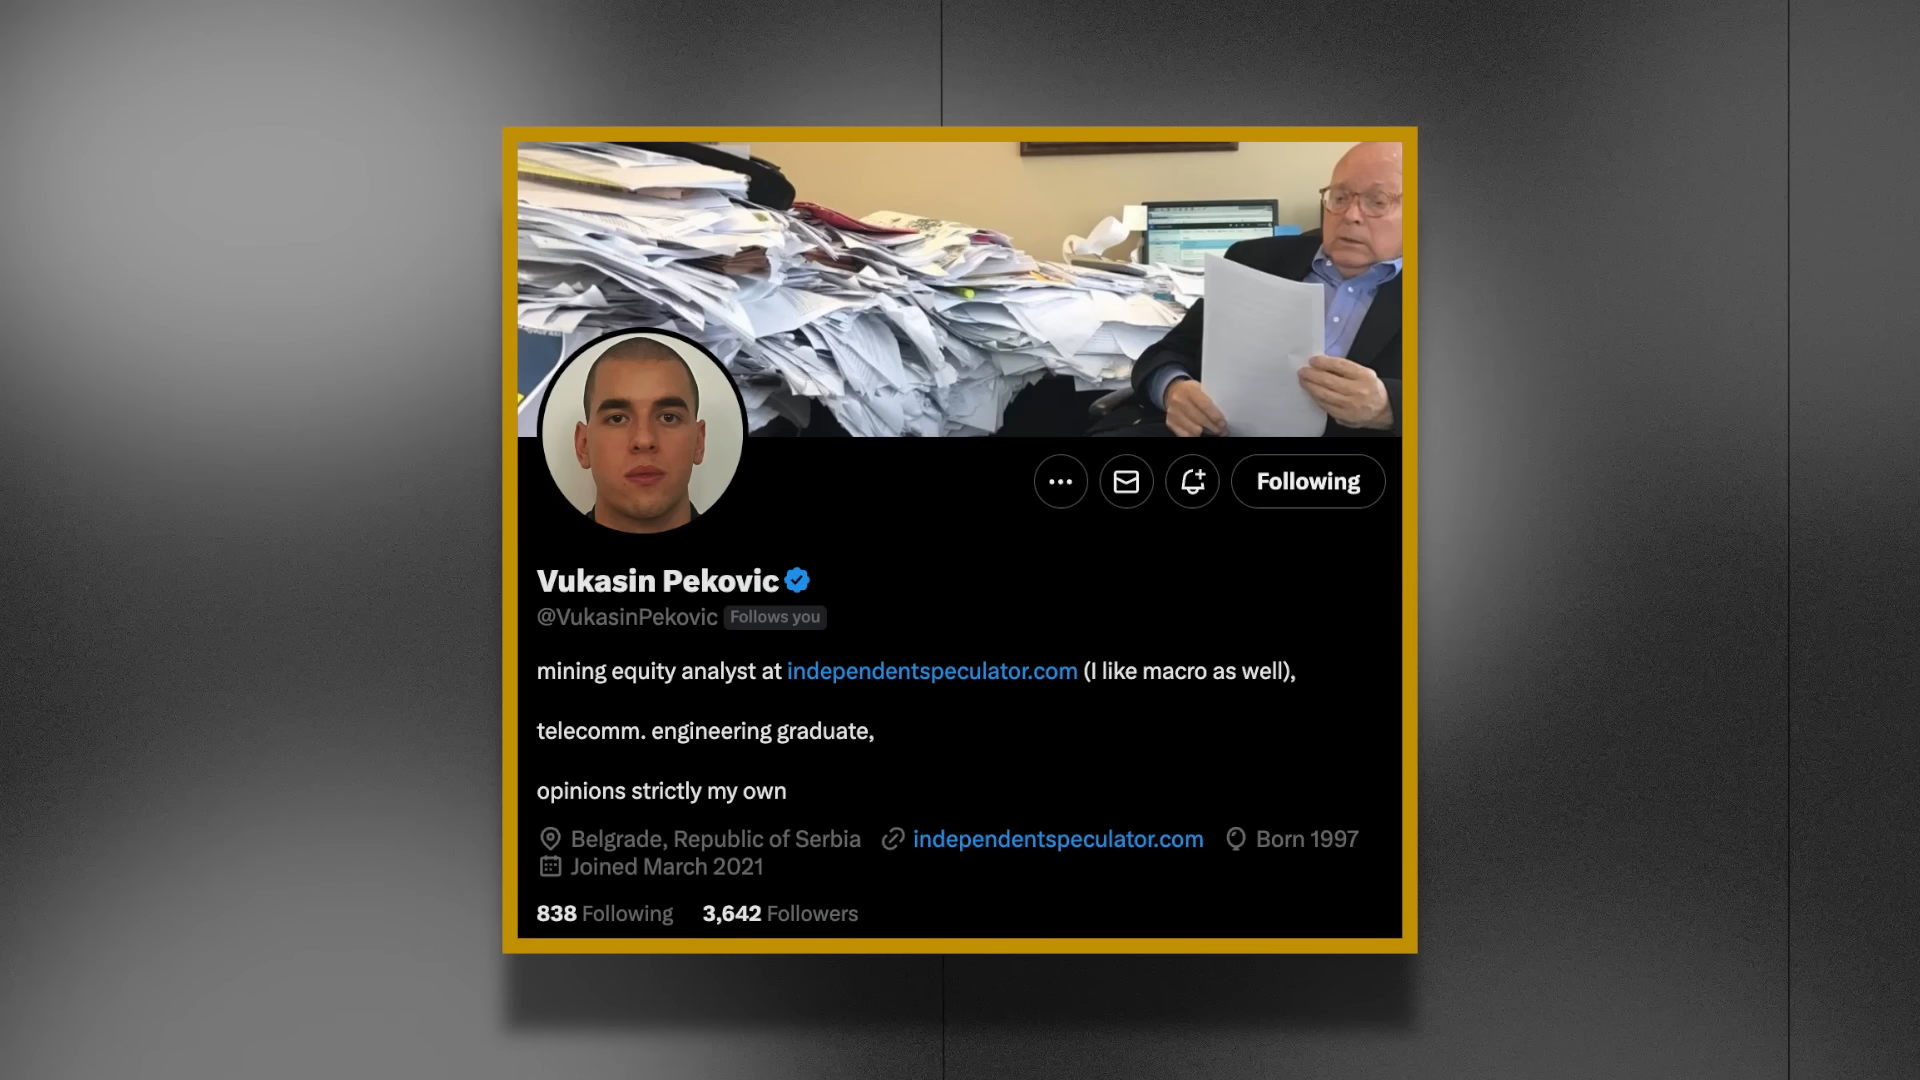 Following
Vukasin Pekovic
@VukasinPekovic Follows you
mining equity analyst at independentspeculator.com (I like macro as well),
telecomm. engineering graduate,
opinions strictly my own
Belgrade, Republic of Serbia independentspeculator.com Born 1997
Joined March 2021
838 Following 3,642 Followers